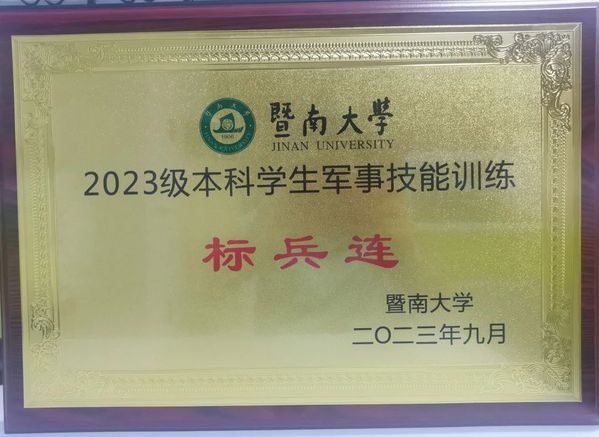 暨南大學
JINAN UNIVERSITY
1906
2023级本科学生军事技能训练
标兵连
暨南大学
二〇二三年九月